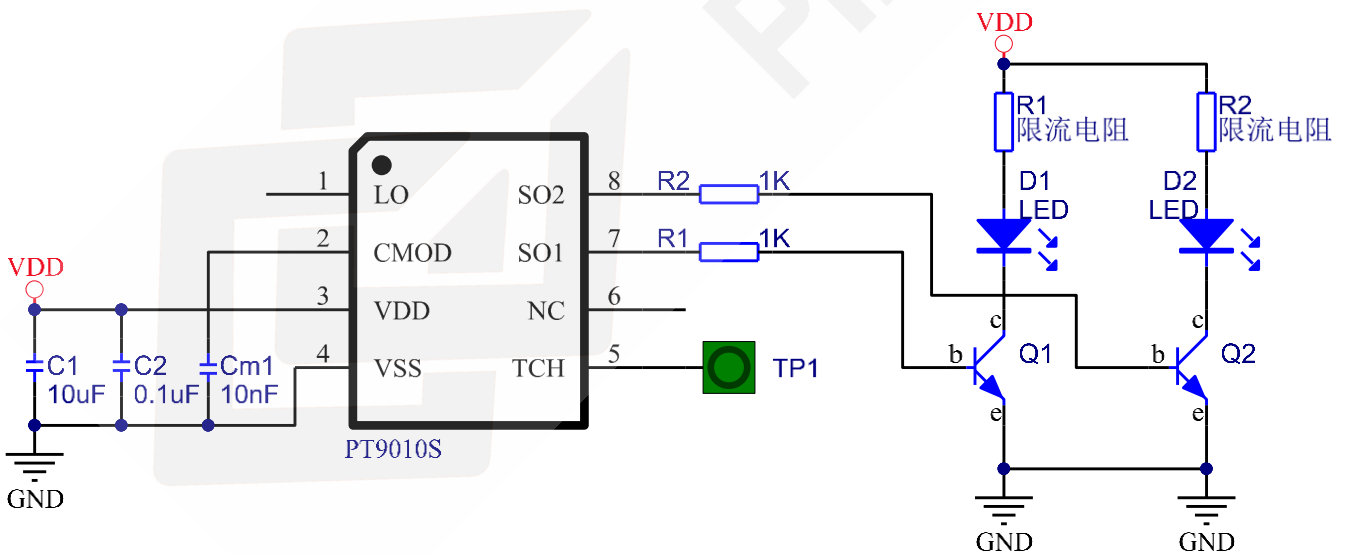 VDD
R1
限流电阻
R2
限流电阻
D1
LED
D2
LED
1
LO
SO2
8
R2
1K
2
CMOD
SO1
7
R1
1K
VDD
3
VDD
NC
6
4
VSS
TCH
5
TP1
C1
10uF
C2
0.1uF
Cm1
10nF
PT9010S
GND
c
b
Q1
e
c
b
Q2
e
GND
GND